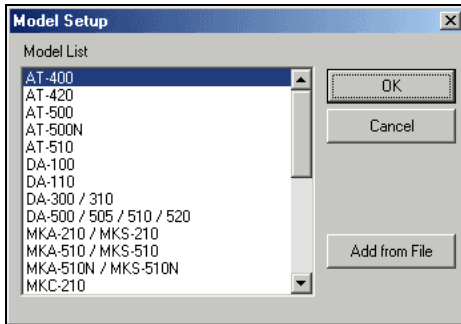 Model Setup
Model List
AT-400
AT-420
AT-500
AT-500N
AT-510
DA-100
DA-110
DA-300 / 310
DA-500 / 505 / 510 / 520
MKA-210 / MKS-210
MKA-510 / MKS-510
MKA-510N / MKS-510N
MKC-210
OK
Cancel
Add from File